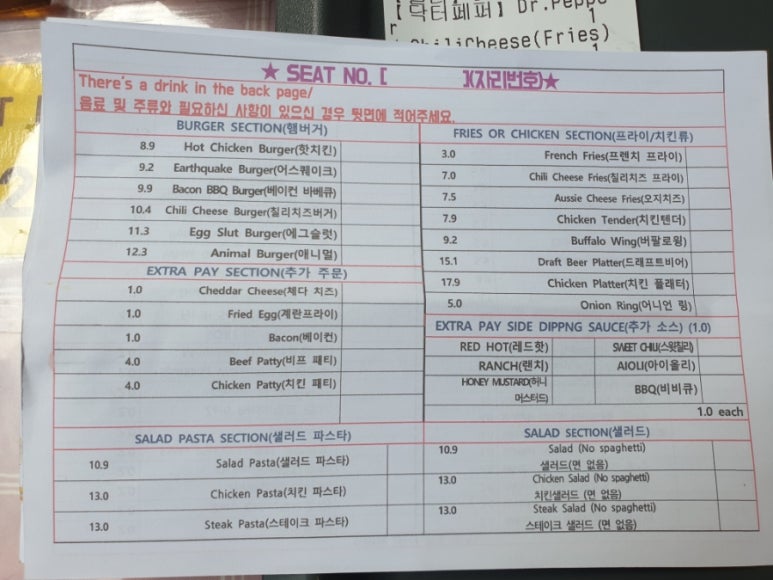 [닥터페퍼] Dr.Peppe
r 1
ChiliCheese(Fries)
1
★ SEAT NO. [ ](자리번호)★
There's a drink in the back page/
음료 및 주류와 필요하신 사항이 있으신 경우 뒷면에 적어주세요.
BURGER SECTION(햄버거)
8.9 Hot Chicken Burger(핫치킨)
9.2 Earthquake Burger(어스퀘이크)
9.9 Bacon BBQ Burger(베이컨 바베큐)
10.4 Chili Cheese Burger(칠리치즈버거)
11.3 Egg Slut Burger(에그슬럿)
12.3 Animal Burger(애니멀)
EXTRA PAY SECTION(추가 주문)
1.0 Cheddar Cheese(체다 치즈)
1.0 Fried Egg(계란프라이)
1.0 Bacon(베이컨)
4.0 Beef Patty(비프 패티)
4.0 Chicken Patty(치킨 패티)
FRIES OR CHICKEN SECTION(프라이/치킨류)
3.0 French Fries(프렌치 프라이)
7.0 Chili Cheese Fries(칠리치즈 프라이)
7.5 Aussie Cheese Fries(오지치즈)
7.9 Chicken Tender(치킨텐더)
9.2 Buffalo Wing(버팔로윙)
15.1 Draft Beer Platter(드래프트비어)
17.9 Chicken Platter(치킨 플래터)
5.0 Onion Ring(어니언 링)
EXTRA PAY SIDE DIPPNG SAUCE(추가 소스) (1.0)
RED HOT(레드핫) SWEET CHILI(스윗칠리)
RANCH(랜치) AIOLI(아이올리)
HONEY MUSTARD(허니
머스터드) BBQ(비비큐)
1.0 each
SALAD PASTA SECTION(샐러드 파스타)
10.9 Salad Pasta(샐러드 파스타)
13.0 Chicken Pasta(치킨 파스타)
13.0 Steak Pasta(스테이크 파스타)
SALAD SECTION(샐러드)
10.9 Salad (No spaghetti)
샐러드(면 없음)
13.0 Chicken Salad (No spaghetti)
치킨샐러드 (면 없음)
13.0 Steak Salad (No spaghetti)
스테이크 샐러드 (면 없음)